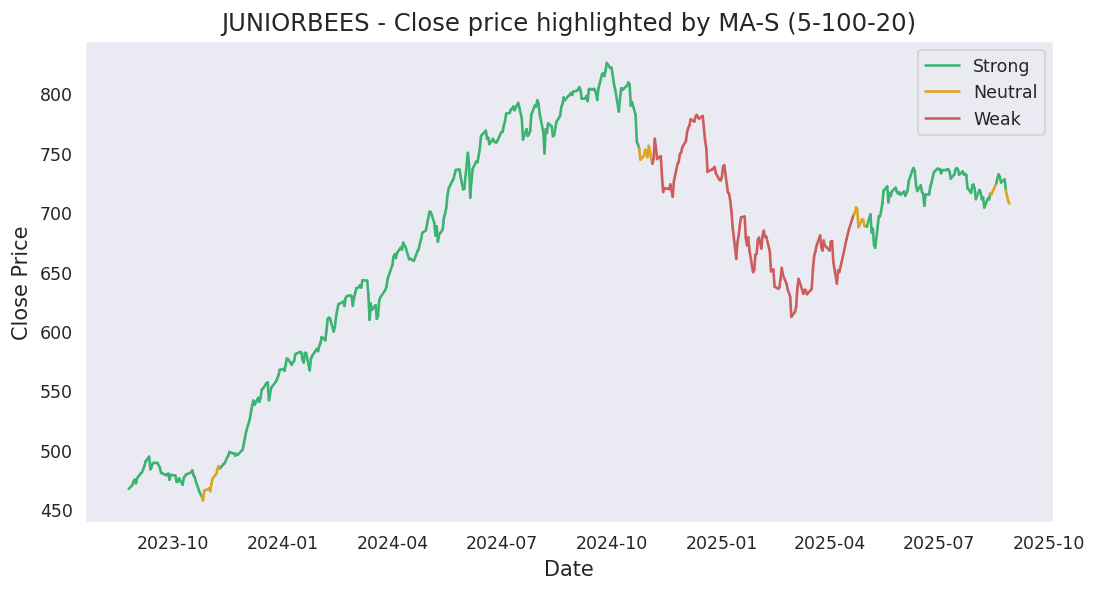 JUNIORBEES - Close price highlighted by MA-S (5-100-20)
Strong
Neutral
Weak
Close Price
800
750
700
650
600
550
500
450
2023-10
2024-01
2024-04
2024-07
2024-10
2025-01
2025-04
2025-07
2025-10
Date